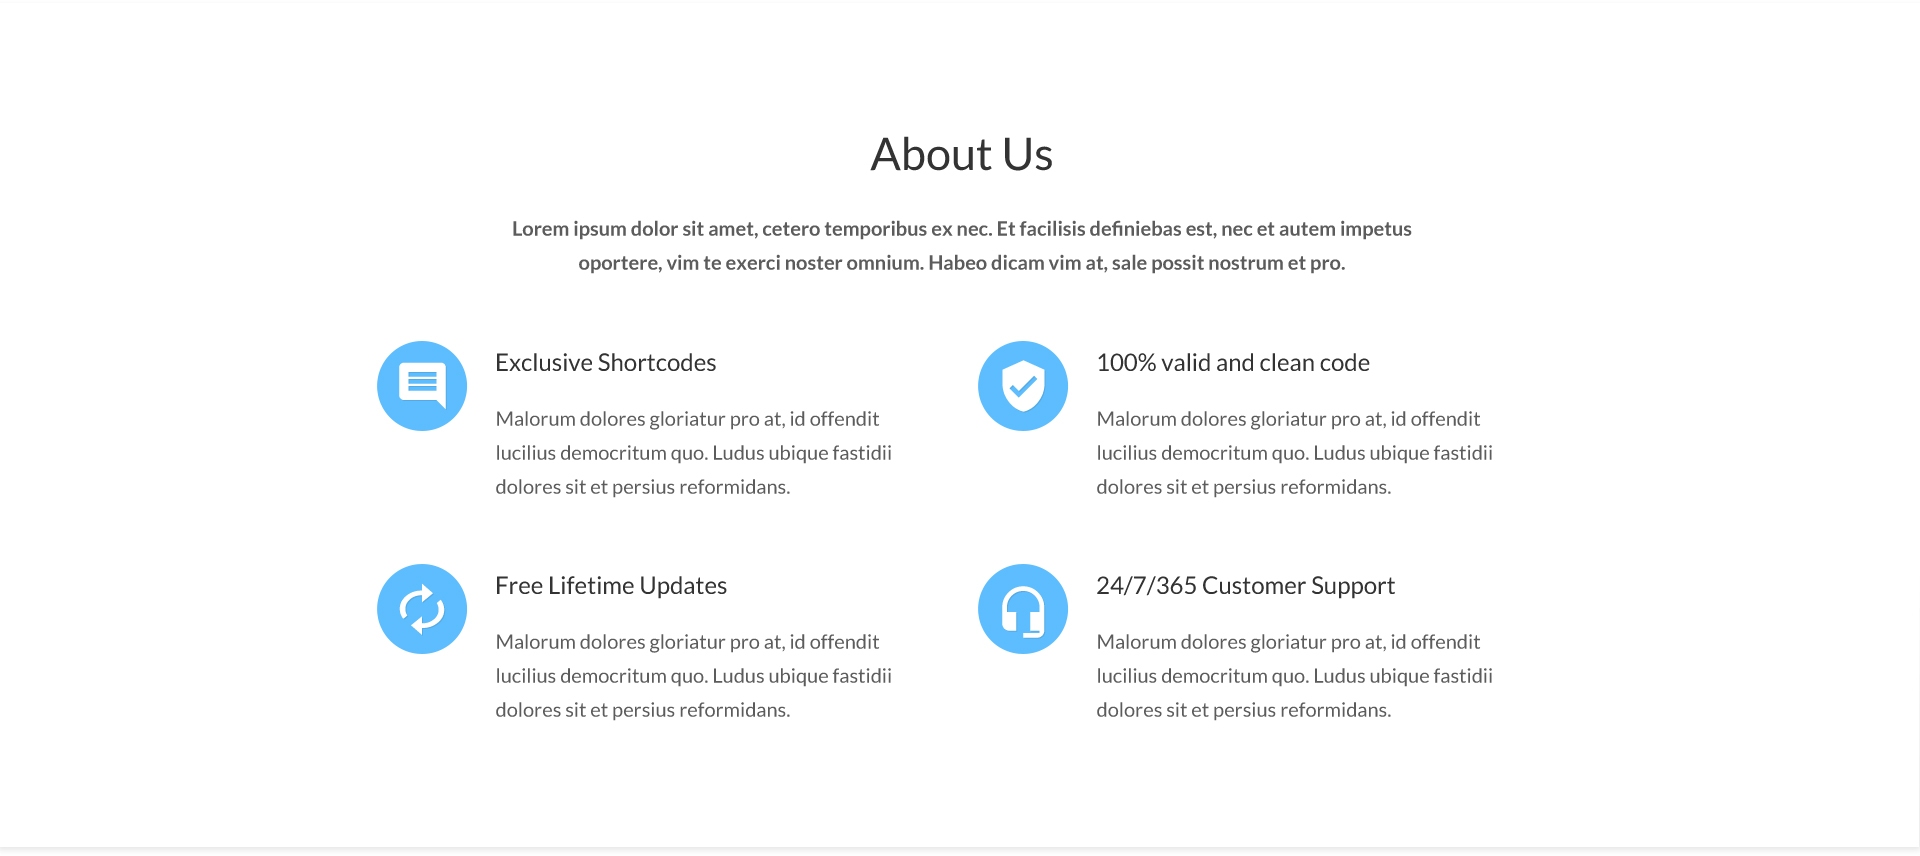 About Us
Lorem ipsum dolor sit amet, cetero temporibus ex nec. Et facilisis definiebas est, nec et autem impetus
oportere, vim te exerci noster omnium. Habeo dicam vim at, sale possit nostrum et pro.
Exclusive Shortcodes
Malorum dolores gloriatur pro at, id offendit
lucilius democritum quo. Ludus ubique fastidii
dolores sit et persius reformidans.
100% valid and clean code
Malorum dolores gloriatur pro at, id offendit
lucilius democritum quo. Ludus ubique fastidii
dolores sit et persius reformidans.
Free Lifetime Updates
Malorum dolores gloriatur pro at, id offendit
lucilius democritum quo. Ludus ubique fastidii
dolores sit et persius reformidans.
24/7/365 Customer Support
Malorum dolores gloriatur pro at, id offendit
lucilius democritum quo. Ludus ubique fastidii
dolores sit et persius reformidans.